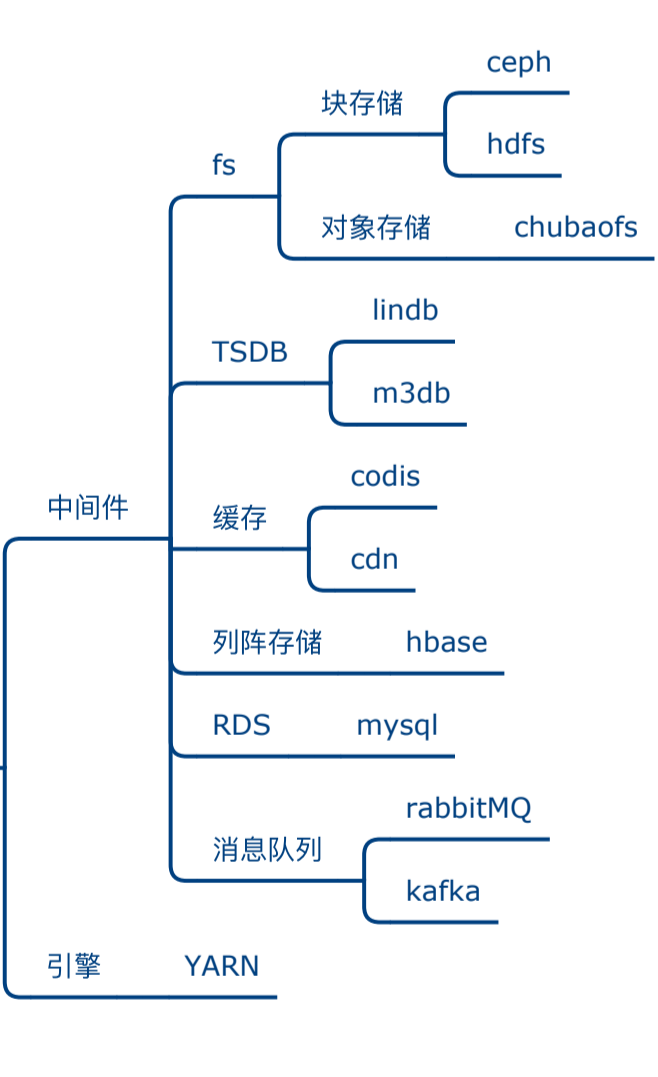 ceph
块存储
hdfs
fs
对象存储 chubaofs
lindb
TSDB
m3db
codis
中间件
缓存
cdn
列阵存储 hbase
RDS mysql
rabbitMQ
消息队列
kafka
引擎 YARN